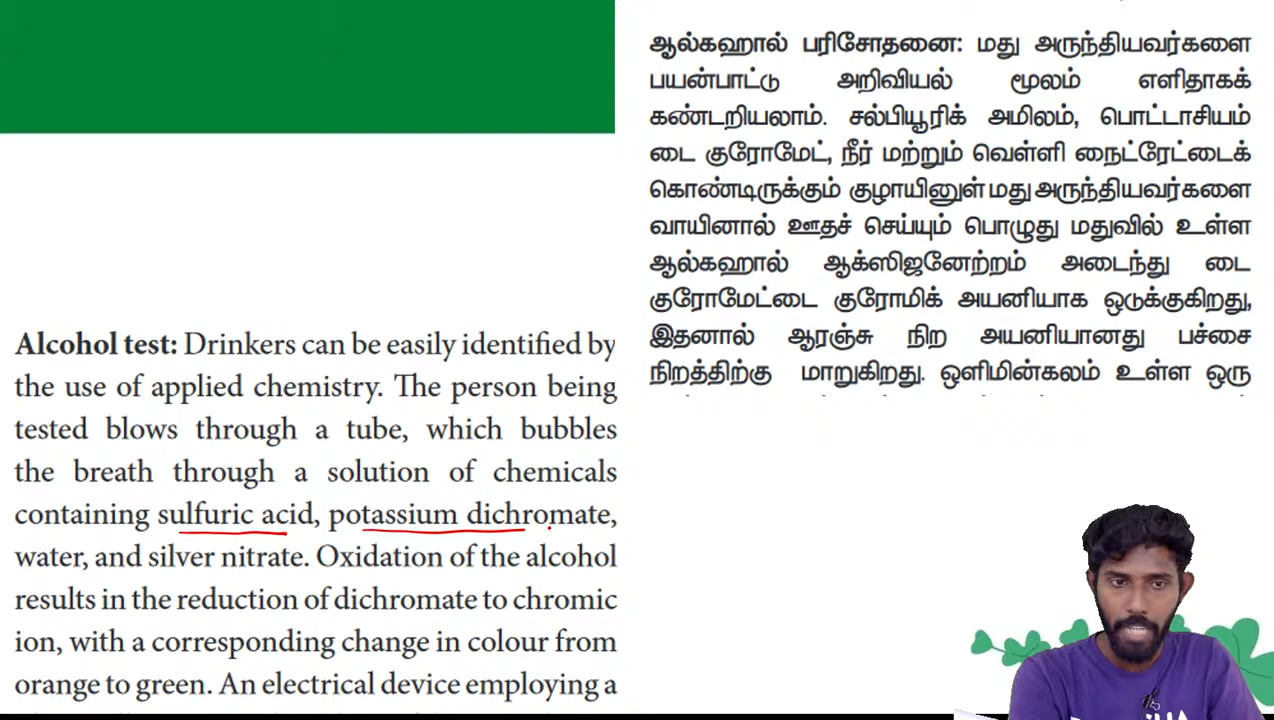 Alcohol test: Drinkers can be easily identified by
the use of applied chemistry. The person being
tested blows through a tube, which bubbles
the breath through a solution of chemicals
containing sulfuric acid, potassium dichromate,
water, and silver nitrate. Oxidation of the alcohol
results in the reduction of dichromate to chromic
ion, with a corresponding change in colour from
orange to green. An electrical device employing a
ஆல்கஹால் பரிசோதனை: மது அருந்தியவர்களை
பயன்பாட்டு அறிவியல் மூலம் எளிதாகக்
கண்டறியலாம். சல்பியூரிக் அமிலம், பொட்டாசியம்
டை குரோமேட், நீர் மற்றும் வெள்ளி நைட்ரேட்டைக்
கொண்டிருக்கும் குழாயினுள் மது அருந்தியவர்களை
வாயினால் ஊதச் செய்யும் பொழுது மதுவில் உள்ள
ஆல்கஹால் ஆக்ஸிஜனேற்றம் அடைந்து டை
குரோமேட்டை குரோமிக் அயனியாக ஒடுக்குகிறது,
இதனால் ஆரஞ்சு நிற அயனியானது பச்சை
நிறத்திற்கு மாறுகிறது. ஒளிமின்கலம் உள்ள ஒரு